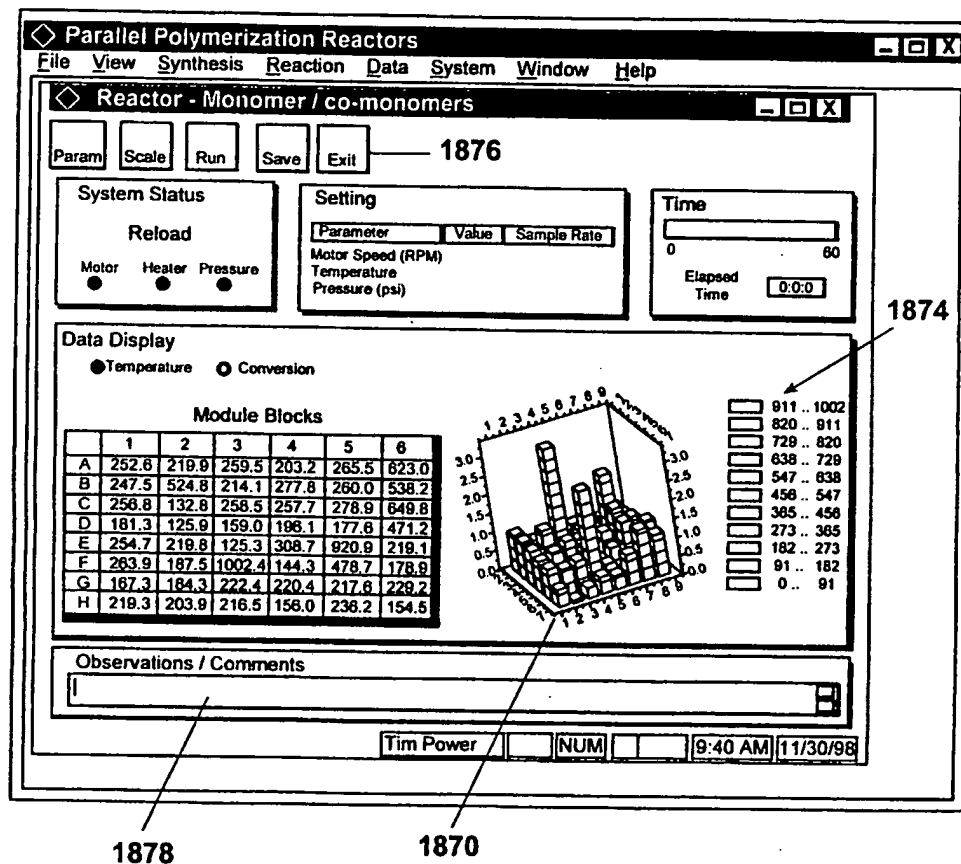 Parallel Polymerization Reactors
File View Synthesis Reaction Data System Window Help
Reactor - Monomer / co-monomers
Param Scale Run Save Exit
1876
System Status
Reload
Motor Heater Pressure
Setting
Parameter Value Sample Rate
Motor Speed (RPM)
Temperature
Pressure (psi)
Time
0 60
Elapsed
Time
0:0:0
1874
Data Display
Temperature Conversion
Module Blocks
1 2 3 4 5 6
A 252.6 219.9 259.5 203.2 265.5 623.0
B 247.5 524.8 214.1 277.8 260.0 538.2
C 256.8 132.8 258.5 257.7 278.9 649.8
D 181.3 125.9 159.0 196.1 177.6 471.2
E 254.7 219.8 125.3 308.7 920.9 219.1
F 263.9 187.5 1002.4 144.3 478.7 178.9
G 167.3 184.3 222.4 220.4 217.6 229.2
H 219.3 203.9 216.5 156.0 236.2 154.5
1 2 3 4 5 6 7 8 9
3.0
2.5
2.0
1.5
1.0
0.5
0.0
3.0
2.5
2.0
1.5
1.0
0.5
0.0
1 2 3 4 5 6 7 8 9
911 .. 1002
820 .. 911
729 .. 820
638 .. 729
547 .. 638
456 .. 547
365 .. 456
273 .. 365
182 .. 273
91 .. 182
0 .. 91
Observations / Comments
Tim Power NUM 9:40 AM 11/30/98
1878
1870